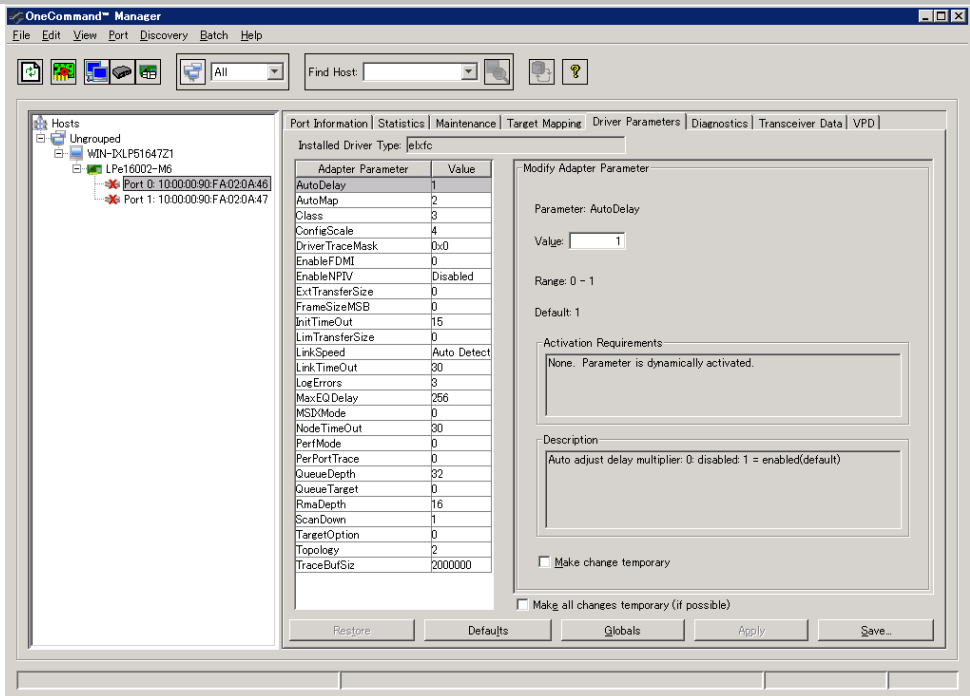 OneCommand™ Manager
File Edit View Port Discovery Batch Help
All
Find Host:
Hosts
Ungrouped
WIN-IXLP51647Z1
LPe16002-M6
Port 0: 10:00:00:90:FA:02:0A:46
Port 1: 10:00:00:90:FA:02:0A:47
Port Information Statistics Maintenance Target Mapping Driver Parameters Diagnostics Transceiver Data VPD
Installed Driver Type: elxfc
Adapter Parameter Value
AutoDelay 1
AutoMap 2
Class 3
ConfigScale 4
DriverTraceMask 0x0
EnableFDMI 0
EnableNPIV Disabled
ExtTransferSize 0
FrameSizeMSB 0
InitTimeOut 15
LimTransferSize 0
LinkSpeed Auto Detect
LinkTimeOut 30
LogErrors 3
MaxEQDelay 256
MSIXMode 0
NodeTimeOut 30
PerfMode 0
PerPortTrace 0
QueueDepth 32
QueueTarget 0
RmaDepth 16
ScanDown 1
TargetOption 0
Topology 2
TraceBufSiz 2000000
Modify Adapter Parameter
Parameter: AutoDelay
Value: 1
Range: 0 - 1
Default: 1
Activation Requirements
None. Parameter is dynamically activated.
Description
Auto adjust delay multiplier: 0: disabled: 1 = enabled(default)
Make change temporary
Make all changes temporary (if possible)
Restore Defaults Globals Apply Save...